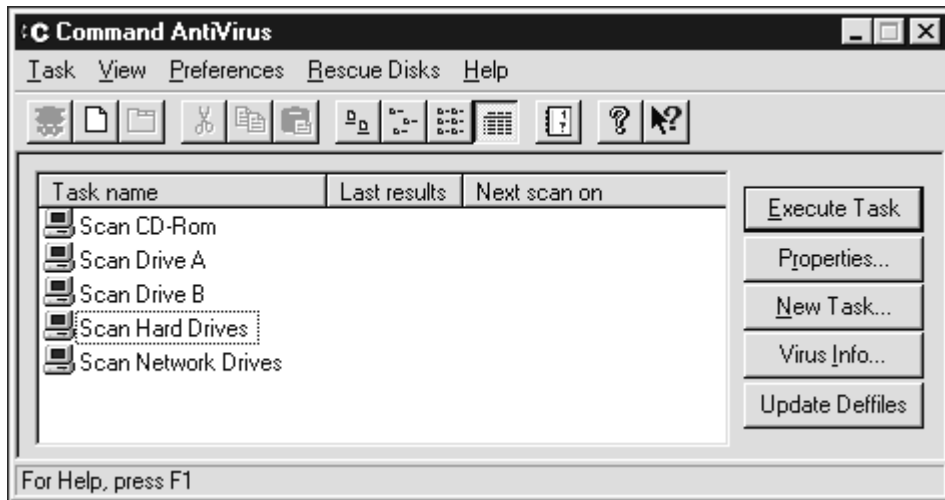 Command AntiVirus
Task View Preferences Rescue Disks Help
Task name Last results Next scan on
Scan CD-Rom
Scan Drive A
Scan Drive B
Scan Hard Drives
Scan Network Drives
Execute Task
Properties...
New Task...
Virus Info...
Update Deffiles
For Help, press F1